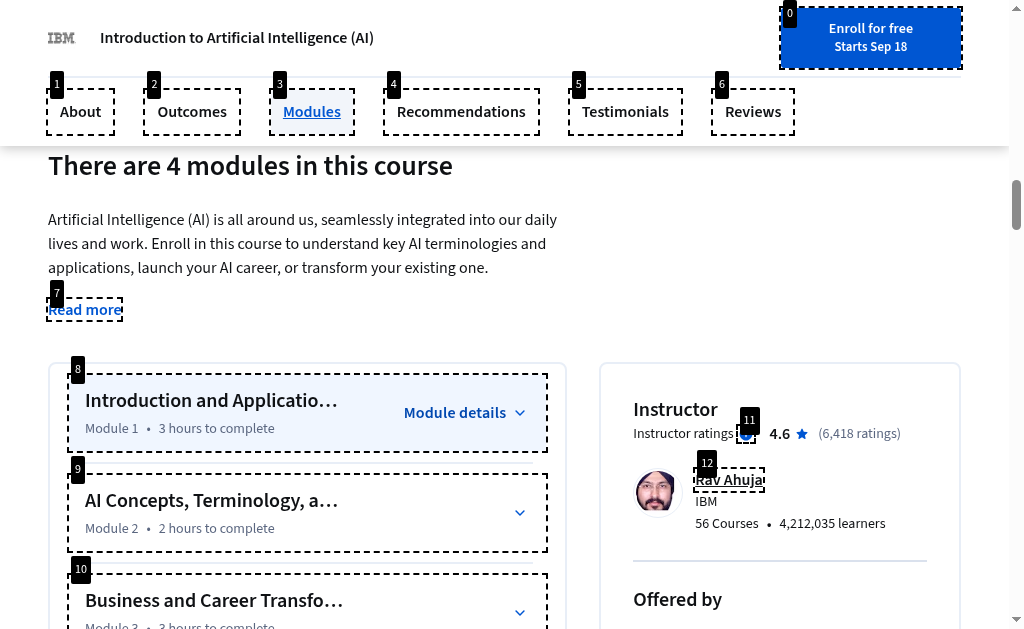 IBM
Introduction to Artificial Intelligence (AI)
0
Enroll for free
Starts Sep 18
1
2
3
4
5
6
About
Outcomes
Modules
Recommendations
Testimonials
Reviews
There are 4 modules in this course
Artificial Intelligence (AI) is all around us, seamlessly integrated into our daily
lives and work. Enroll in this course to understand key AI terminologies and
applications, launch your AI career, or transform your existing one.
7
Read more
8
Introduction and Applicatio...
Module 1 • 3 hours to complete
Module details
9
AI Concepts, Terminology, a...
Module 2 • 2 hours to complete
10
Business and Career Transfo...
Module 3 • 3 hours to complete
Instructor
11
Instructor ratings
4.6
(6,418 ratings)
12
Rav Ahuja
IBM
56 Courses • 4,212,035 learners
Offered by